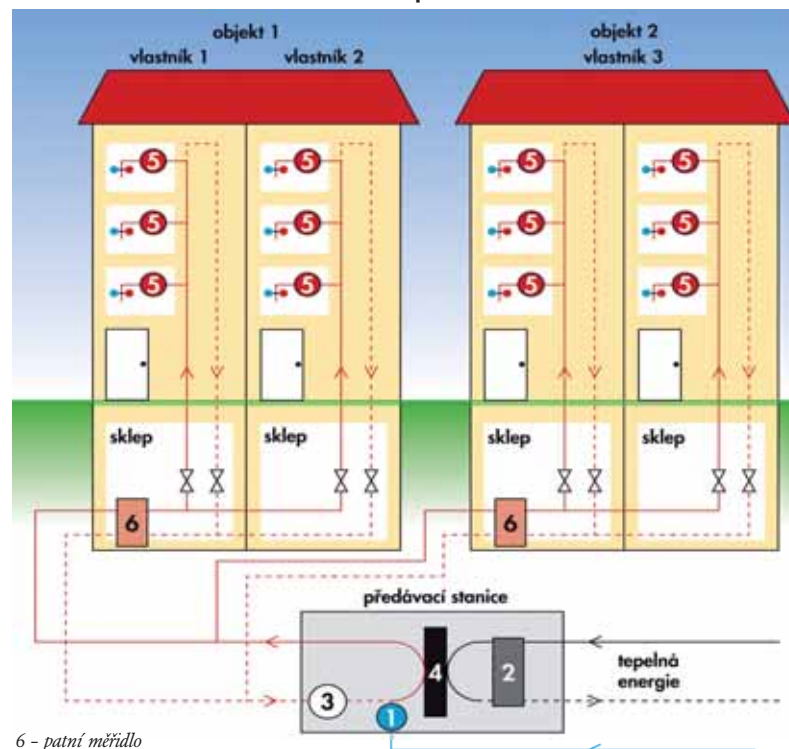 objekt 1 objekt 2
vlastník 1 vlastník 2 vlastník 3
5 5 5 5
5 5 5 5
5 5 5 5
sklep sklep sklep sklep
6 6
předávací stanice
4 2
tepelná
energie
3
1
6 – patní měřidlo